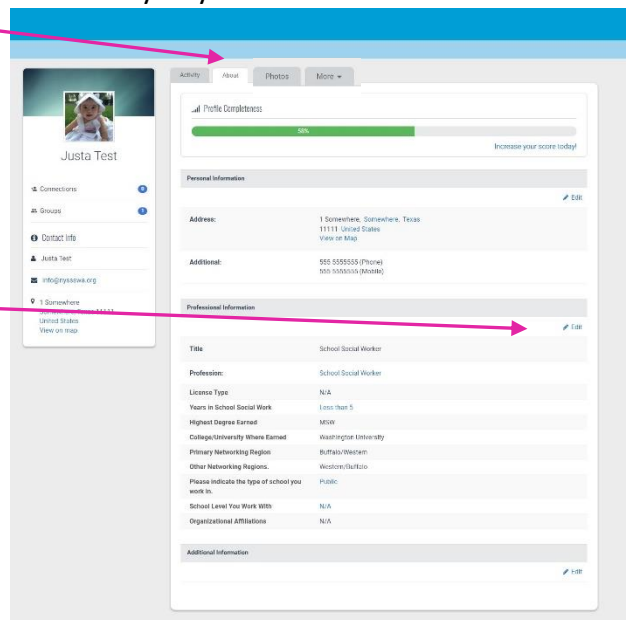 Activity About Photos More
Profile Completeness
58%
Increase your score today!
Justa Test
Connections 0
Groups
Contact Info
Justa Test
info@nysswa.org
1 Somewhere
United States
View on map
Personal Information
Edit
Address: 1 Somewhere, Somewhere, Texas
11111 United States
View on Map
Additional: 555 5555555 (Phone)
555 5555555 (Mobile)
Professional Information
Edit
Title School Social Worker
Profession: School Social Worker
License Type N/A
Years in School Social Work Less than 5
Highest Degree Earned MSW
College/University Where Earned Washington University
Primary Networking Region Buffalo/Western
Other Networking Regions. Western/Buffalo
Please indicate the type of school you Public
work in.
School Level You Work With N/A
Organizational Affiliations N/A
Additional Information
Edit